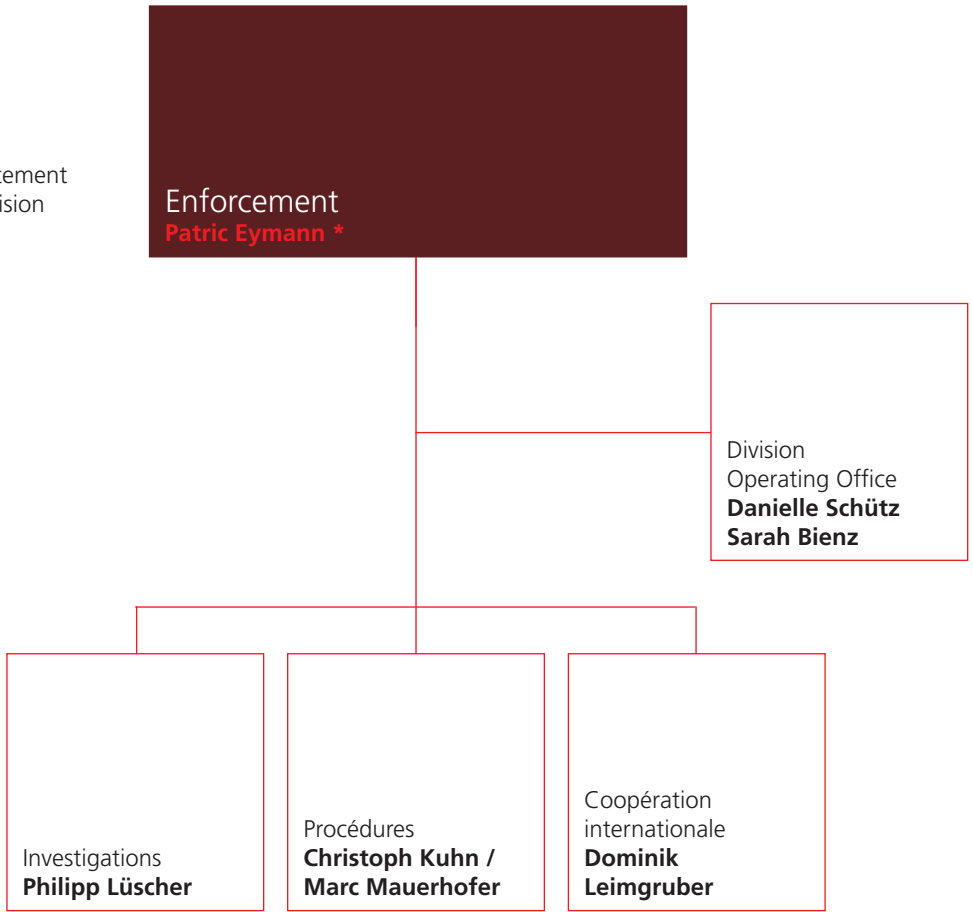 Enforcement
Patric Eymann *
Division
Operating Office
Danielle Schütz
Sarah Bienz
Investigations
Philipp Lüscher
Procédures
Christoph Kuhn /
Marc Mauerhofer
Coopération
internationale
Dominik
Leimgruber